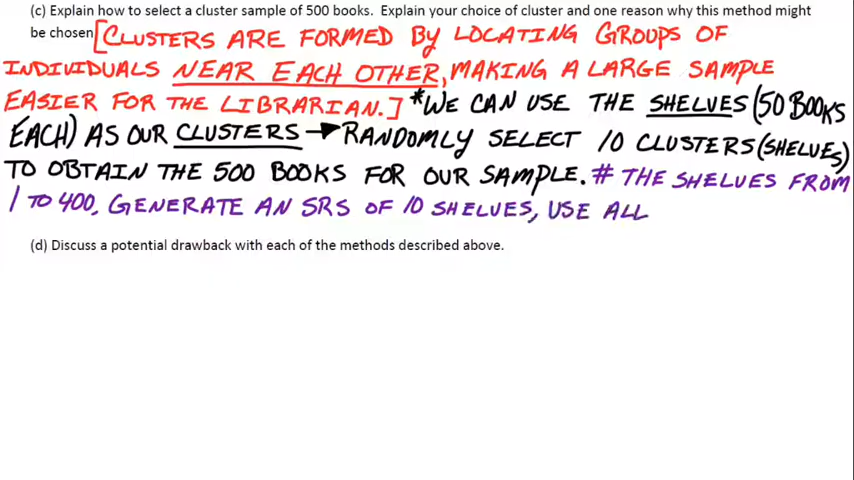 (c) Explain how to select a cluster sample of 500 books. Explain your choice of cluster and one reason why this method might
be chosen [CLUSTERS ARE FORMED BY LOCATING GROUPS OF
INDIVIDUALS NEAR EACH OTHER, MAKING A LARGE SAMPLE
EASIER FOR THE LIBRARIAN.] *WE CAN USE THE SHELVES (50 BOOKS
EACH) AS OUR CLUSTERS → RANDOMLY SELECT 10 CLUSTERS (SHELVES)
TO OBTAIN THE 500 BOOKS FOR OUR SAMPLE. # THE SHELVES FROM
1 TO 400, GENERATE AN SRS OF 10 SHELVES, USE ALL
(d) Discuss a potential drawback with each of the methods described above.